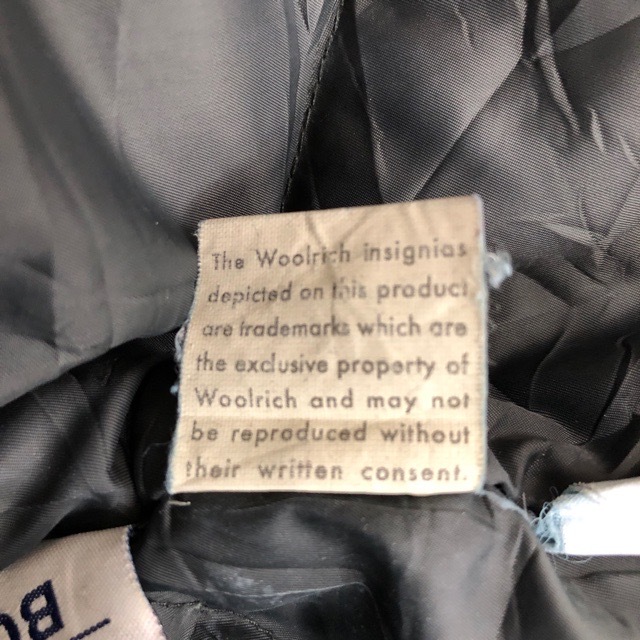 The Woolrich insignias
depicted on this product
are trademarks which are
the exclusive property of
Woolrich and may not
be reproduced without
their written consent.
BO